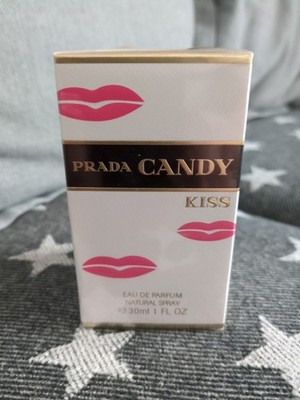 PRADA CANDY
KISS
EAU DE PARFUM
NATURAL SPRAY
℮30ml 1 FL OZ